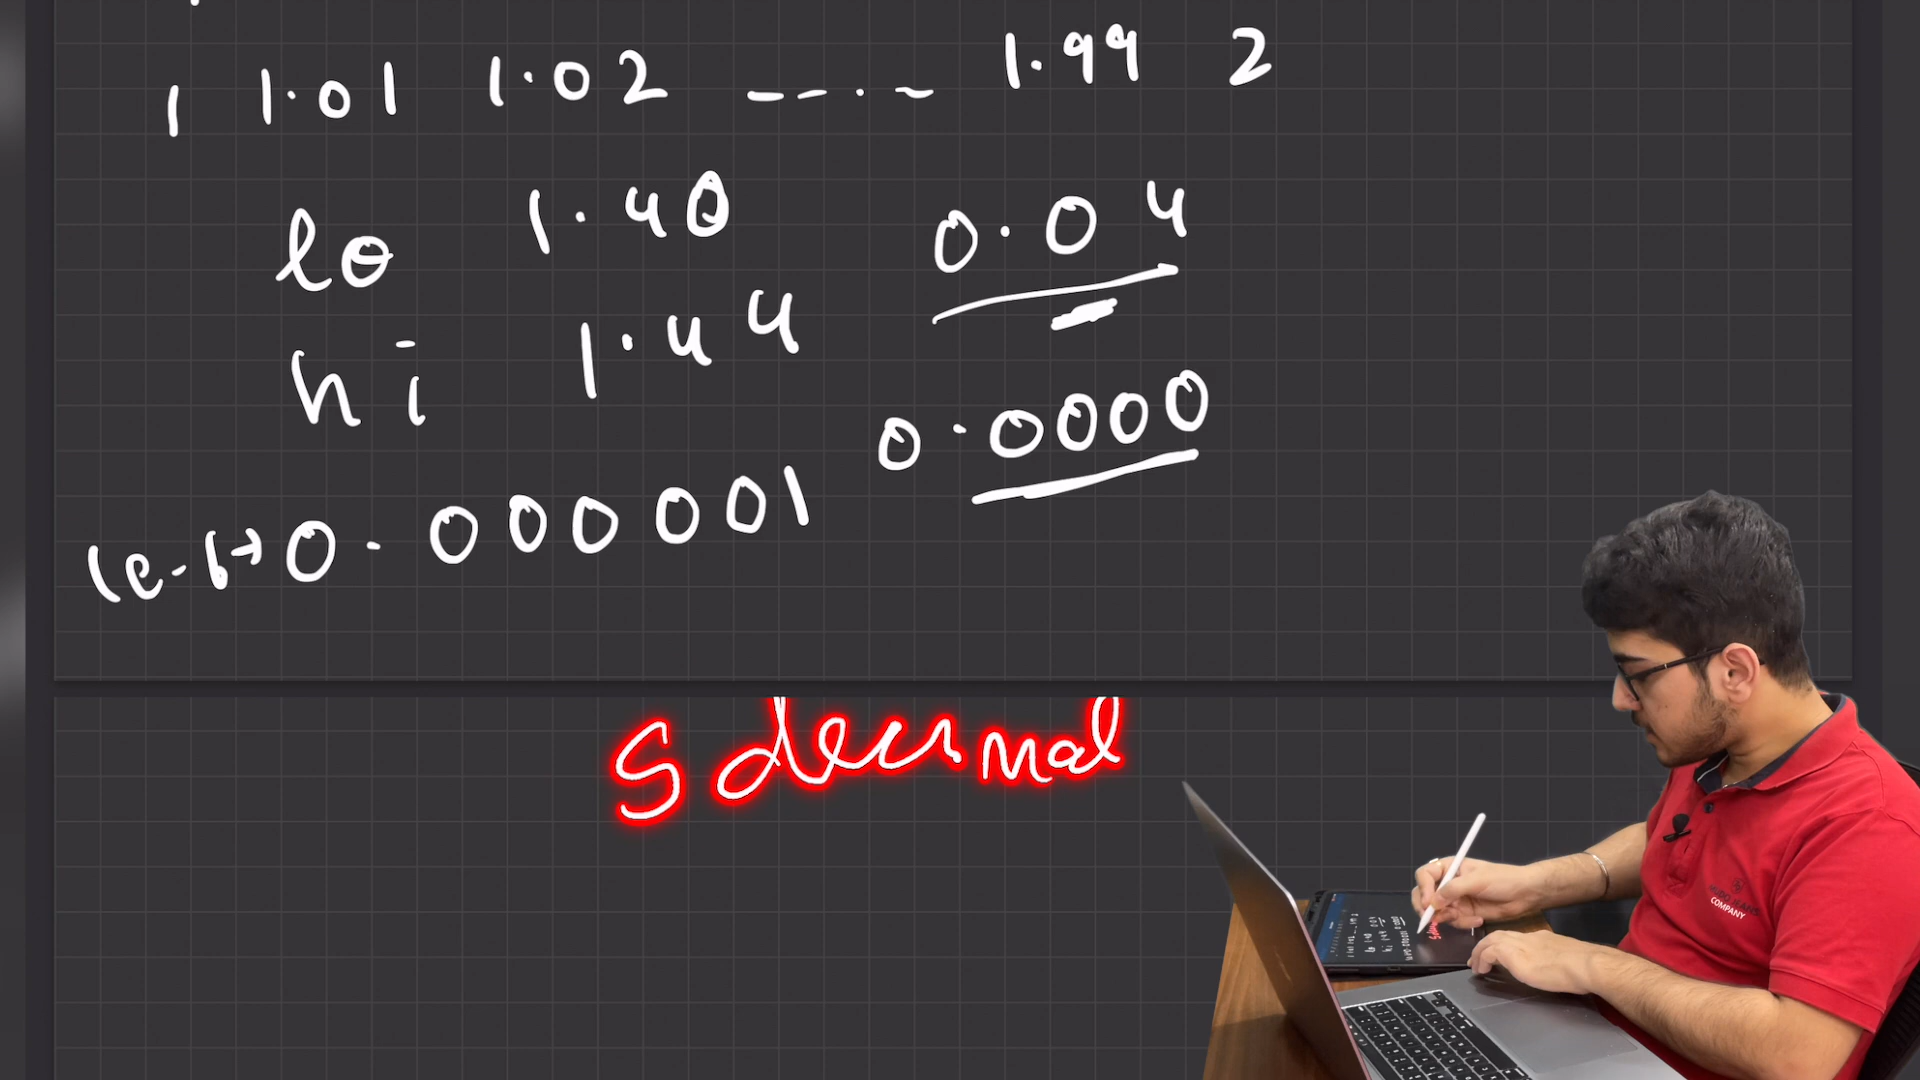 1 1.01 1.02 ----- 1.99 2
lo 1.40 0.04
hi 1.44
0.0000
1e-6 → 0.000001
5 decimal
COMPANY